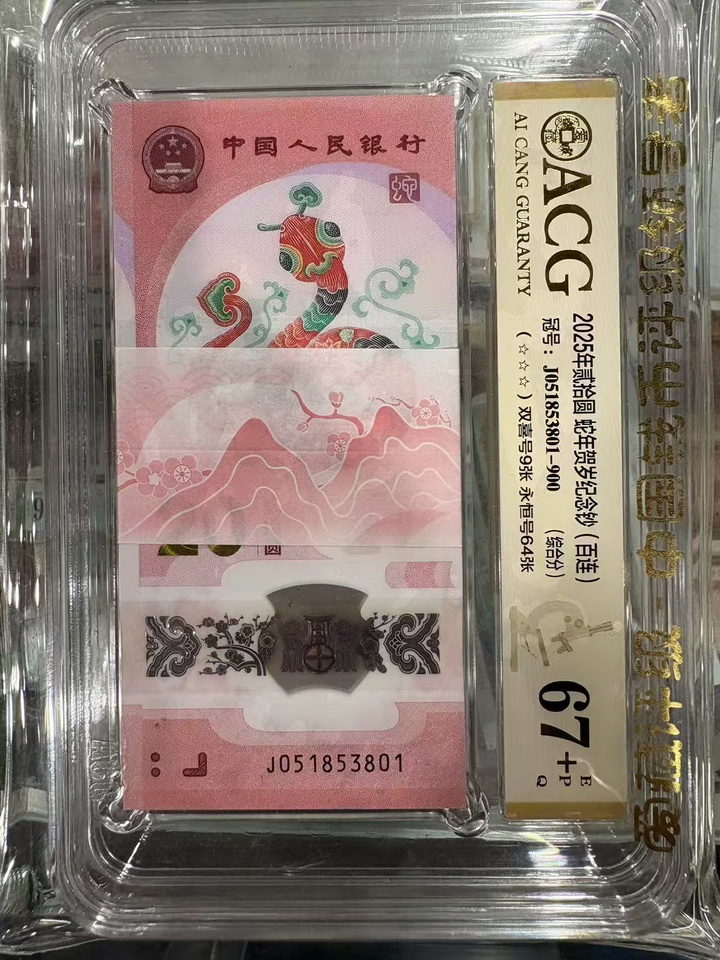 中国人民银行
蛇
20
圆
J051853801
ACG
AI CANG GUARANTY
2025年贰拾圆 蛇年贺岁纪念钞（百连）
冠号：J051853801-900 （综合分）
（☆☆☆）双喜号9张 永恒号64张
67+
EPQ